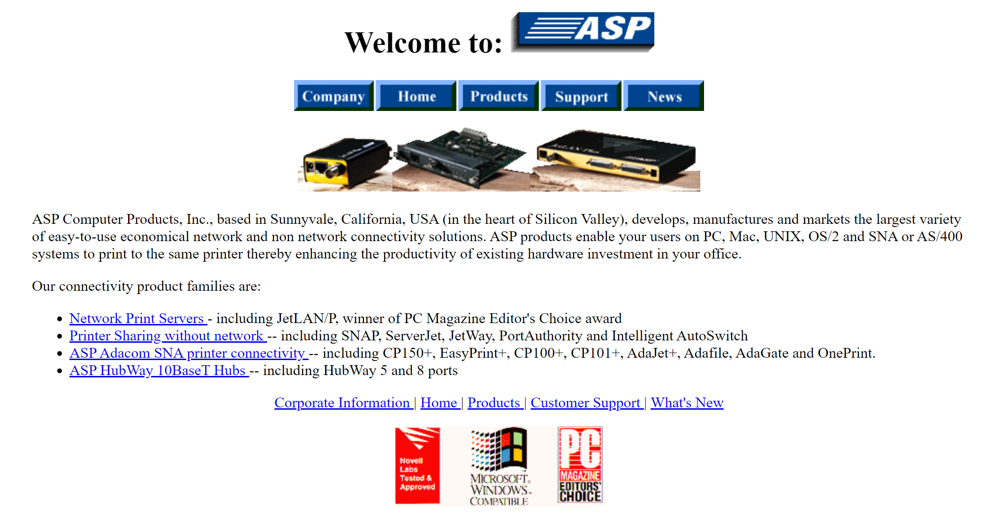 Welcome to: ASP
Company Home Products Support News
JetLAN Plus ASP
ASP Computer Products, Inc., based in Sunnyvale, California, USA (in the heart of Silicon Valley), develops, manufactures and markets the largest variety
of easy-to-use economical network and non network connectivity solutions. ASP products enable your users on PC, Mac, UNIX, OS/2 and SNA or AS/400
systems to print to the same printer thereby enhancing the productivity of existing hardware investment in your office.
Our connectivity product families are:
• Network Print Servers - including JetLAN/P, winner of PC Magazine Editor's Choice award
• Printer Sharing without network -- including SNAP, ServerJet, JetWay, PortAuthority and Intelligent AutoSwitch
• ASP Adacom SNA printer connectivity -- including CP150+, EasyPrint+, CP100+, CP101+, AdaJet+, Adafile, AdaGate and OnePrint.
• ASP HubWay 10BaseT Hubs -- including HubWay 5 and 8 ports
Corporate Information | Home | Products | Customer Support | What's New
Novell
Labs
Tested &
Approved
MICROSOFT
WINDOWS
COMPATIBLE
PC
MAGAZINE
EDITORS'
CHOICE